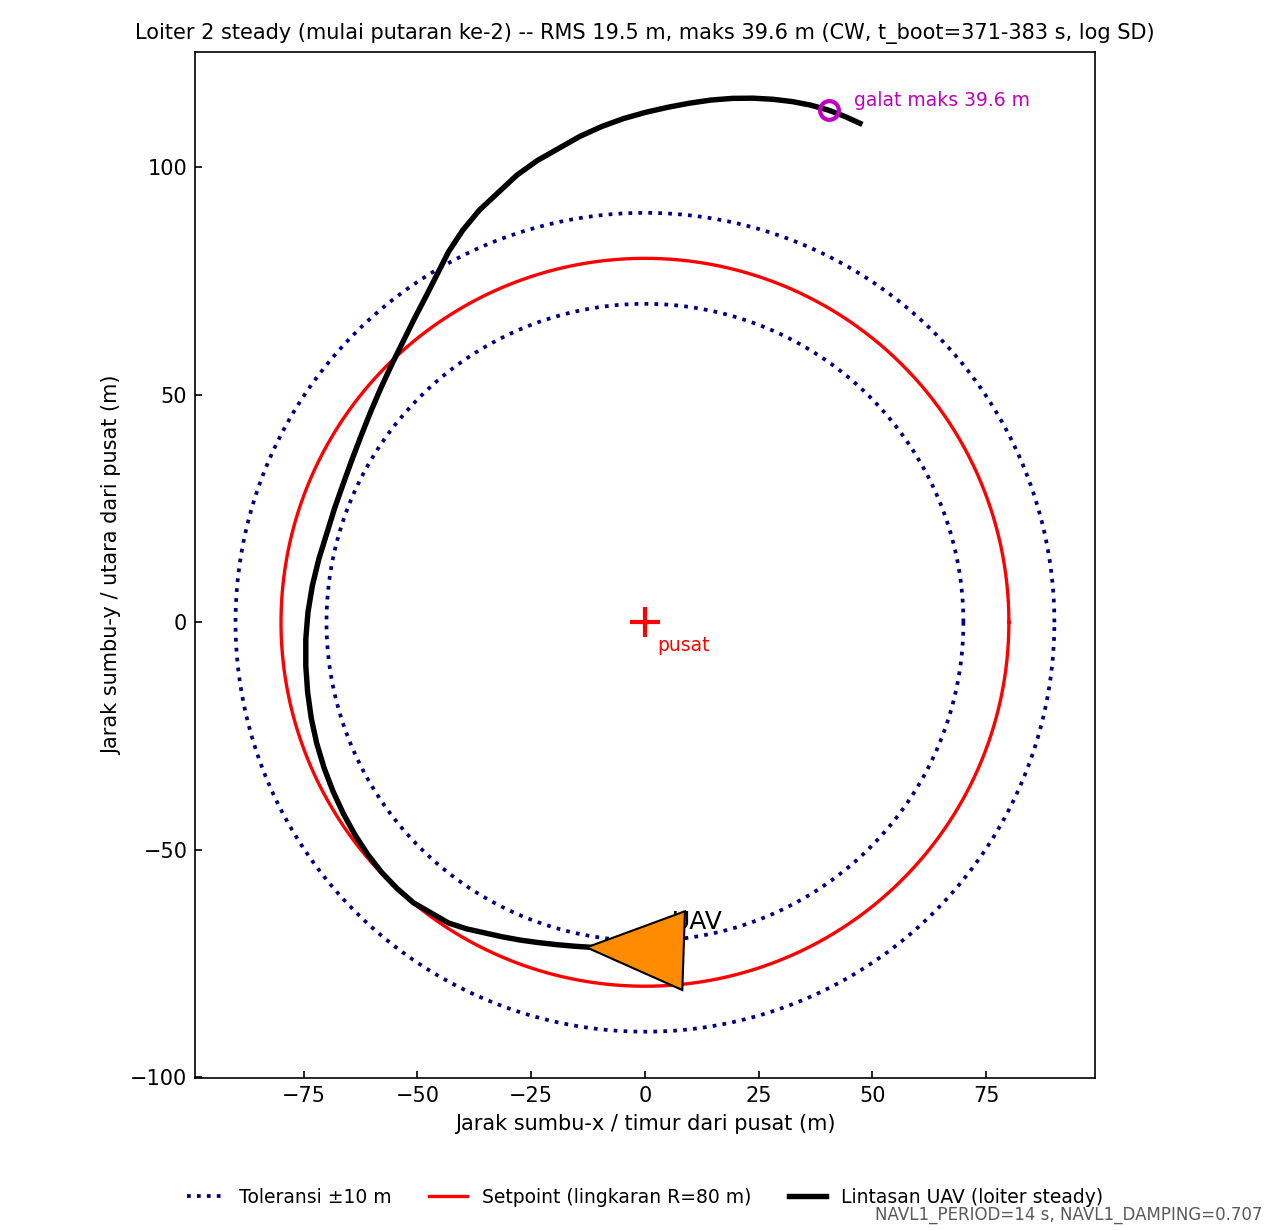 Loiter 2 steady (mulai putaran ke-2) -- RMS 19.5 m, maks 39.6 m (CW, t_boot=371-383 s, log SD)
galat maks 39.6 m
100
50
0
−50
−100
Jarak sumbu-y / utara dari pusat (m)
pusat
UAV
−75
−50
−25
0
25
50
75
Jarak sumbu-x / timur dari pusat (m)
Toleransi ±10 m
Setpoint (lingkaran R=80 m)
Lintasan UAV (loiter steady)
NAVL1_PERIOD=14 s, NAVL1_DAMPING=0.707